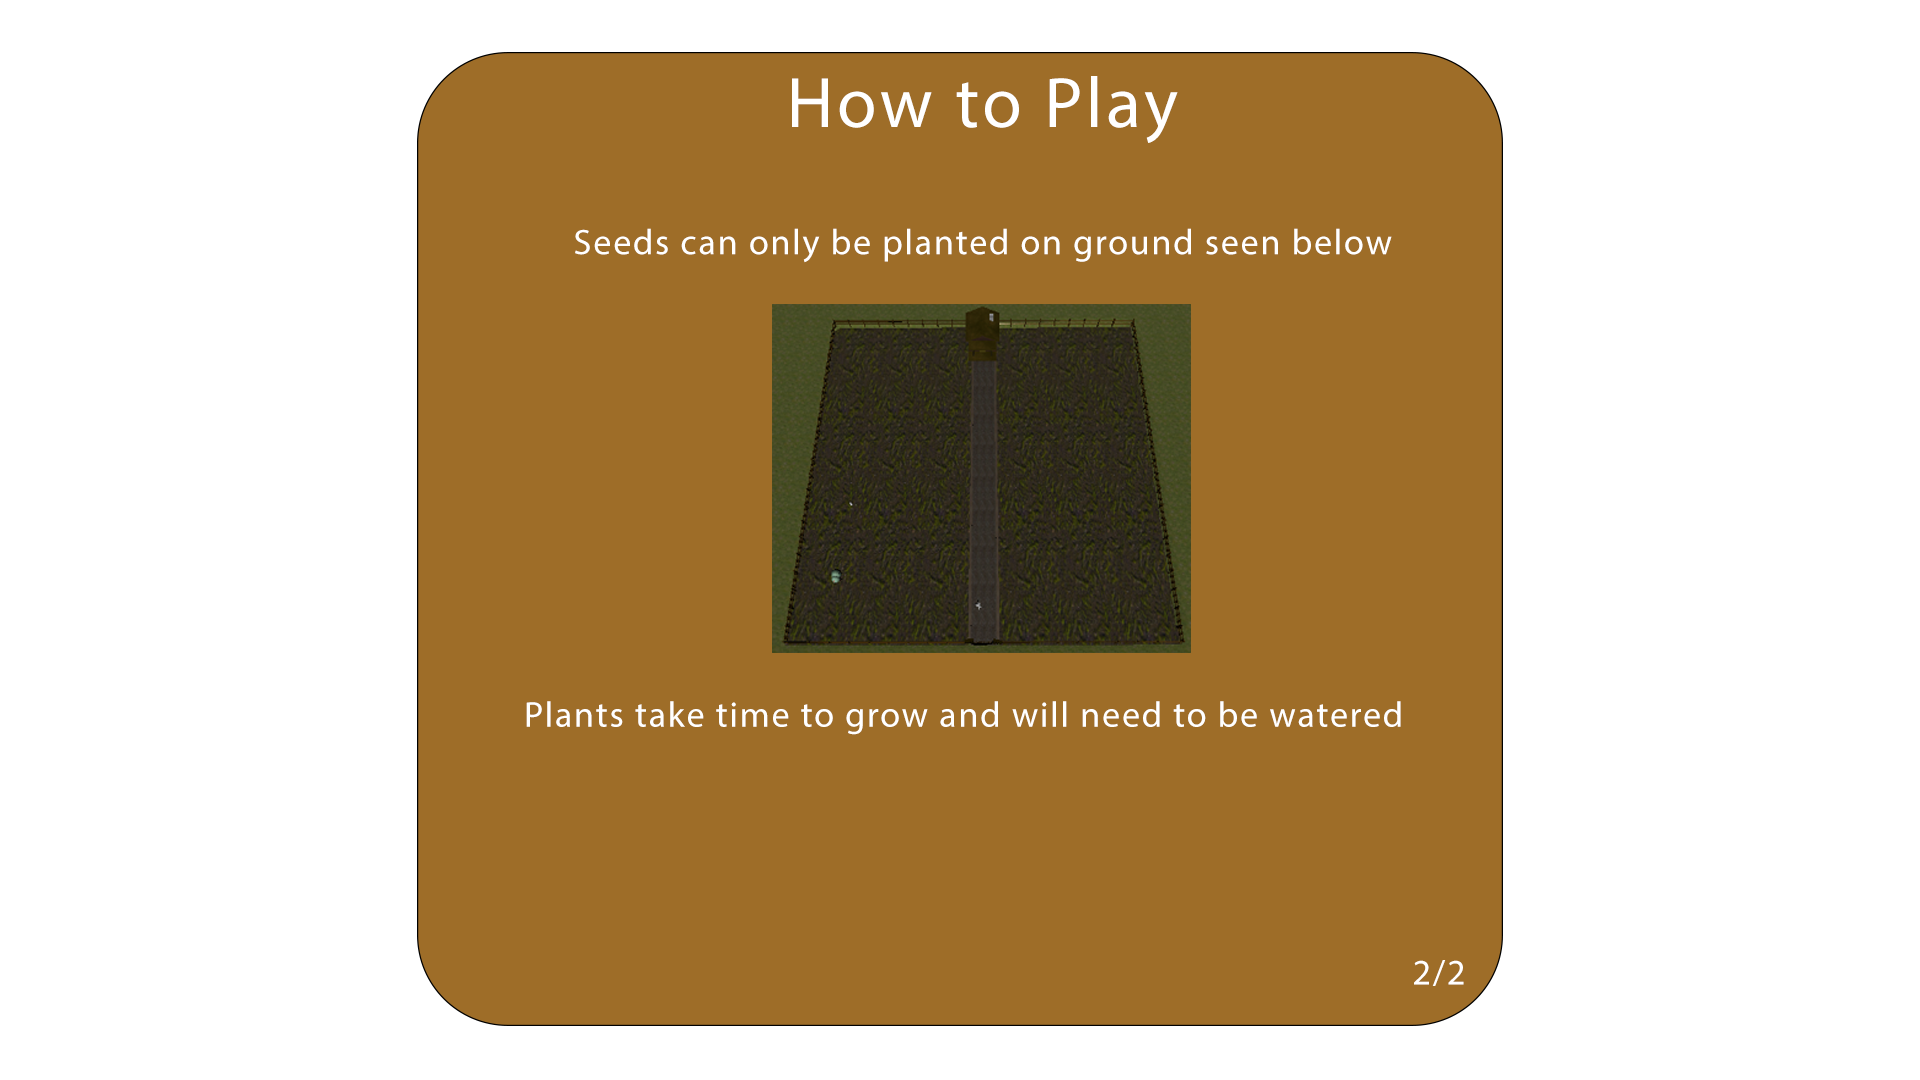 How to Play
Seeds can only be planted on ground seen below
Plants take time to grow and will need to be watered
2/2